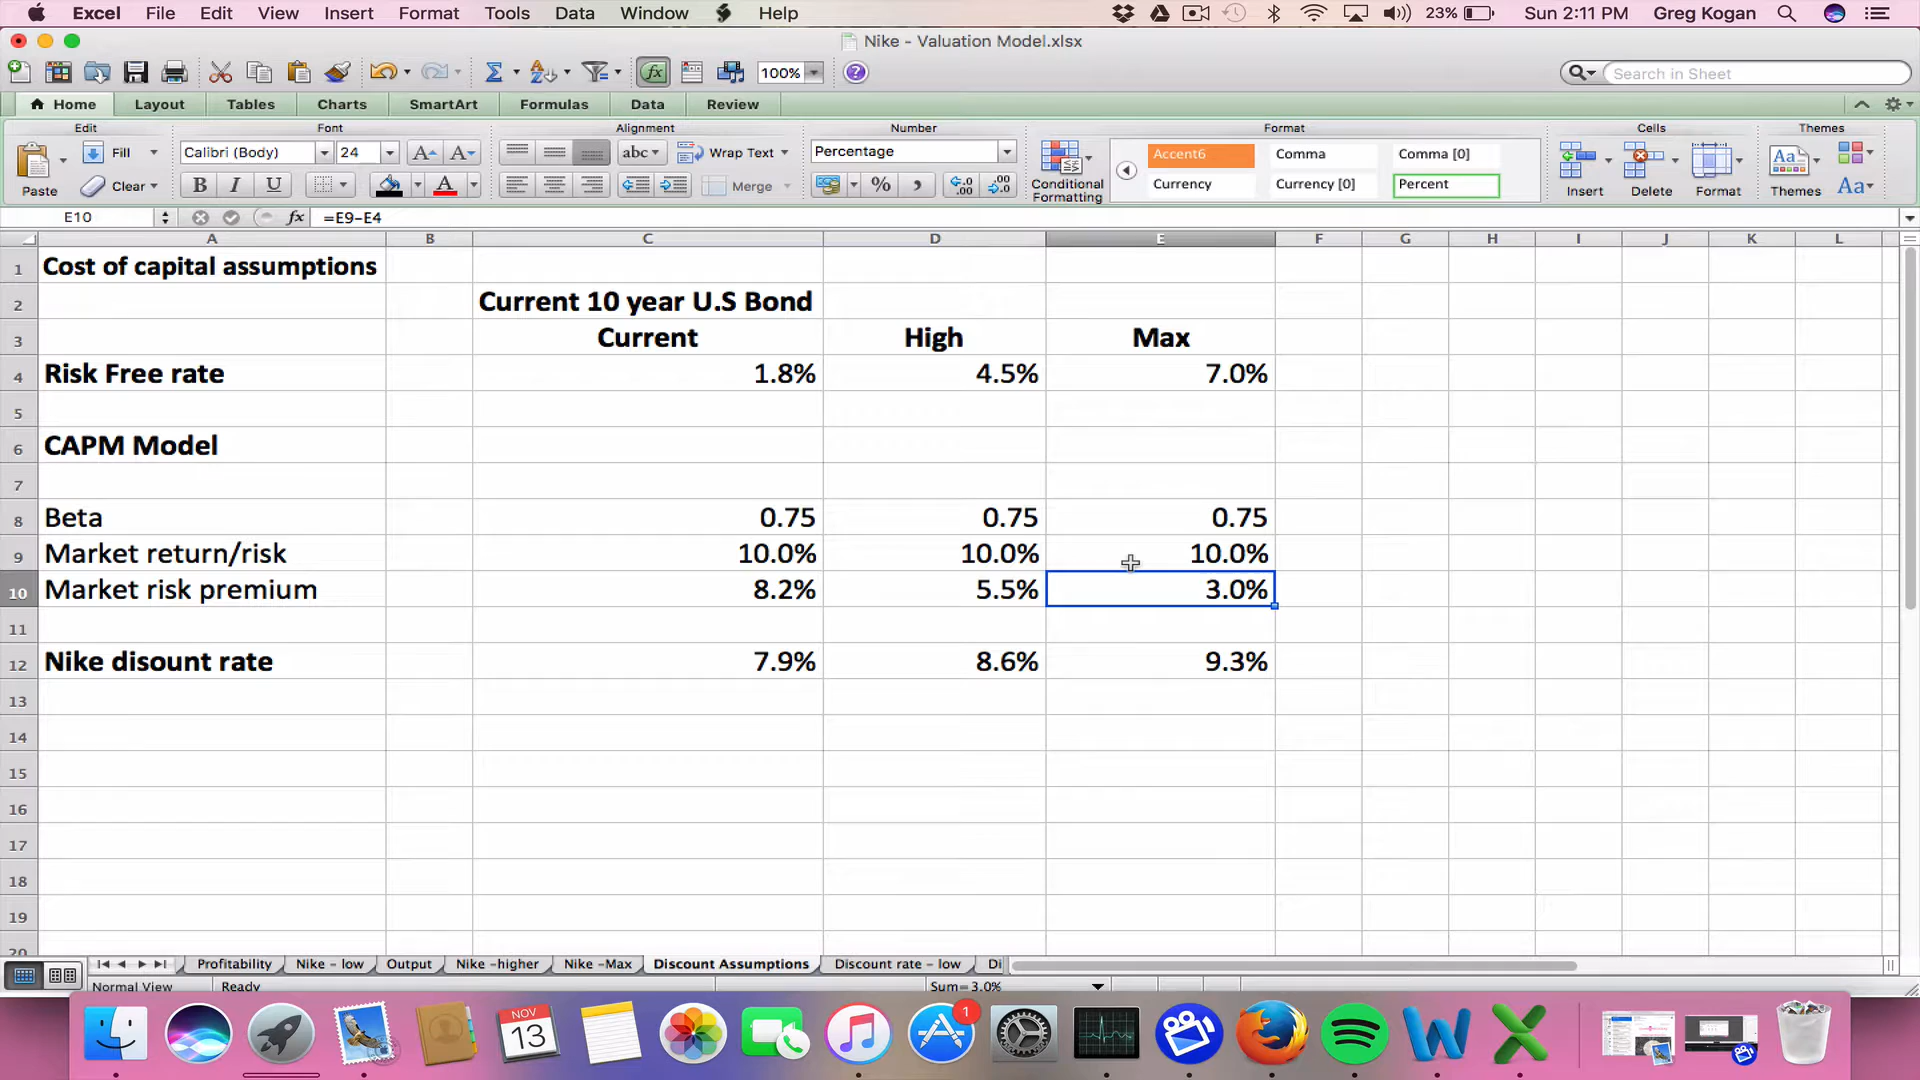 Excel File Edit View Insert Format Tools Data Window Help 23% Sun 2:11 PM Greg Kogan
Nike - Valuation Model.xlsx
100% Search in Sheet
Home Layout Tables Charts SmartArt Formulas Data Review
Edit Font Alignment Number Format Cells Themes
Fill Calibri (Body) 24 A A abc Wrap Text Percentage Accent6 Comma Comma [0]
Paste Clear B I U A Merge % Conditional Formatting Currency Currency [0] Percent Insert Delete Format Themes Aa
E10 fx =E9-E4
A B C D E F G H I J K L
1 Cost of capital assumptions
2 Current 10 year U.S Bond
3 Current High Max
4 Risk Free rate 1.8% 4.5% 7.0%
5
6 CAPM Model
7
8 Beta 0.75 0.75 0.75
9 Market return/risk 10.0% 10.0% 10.0%
10 Market risk premium 8.2% 5.5% 3.0%
11
12 Nike disount rate 7.9% 8.6% 9.3%
13
14
15
16
17
18
19
20
Profitability Nike - low Output Nike -higher Nike -Max Discount Assumptions Discount rate - low Di
Normal View Ready Sum=3.0%
NOV
13
1